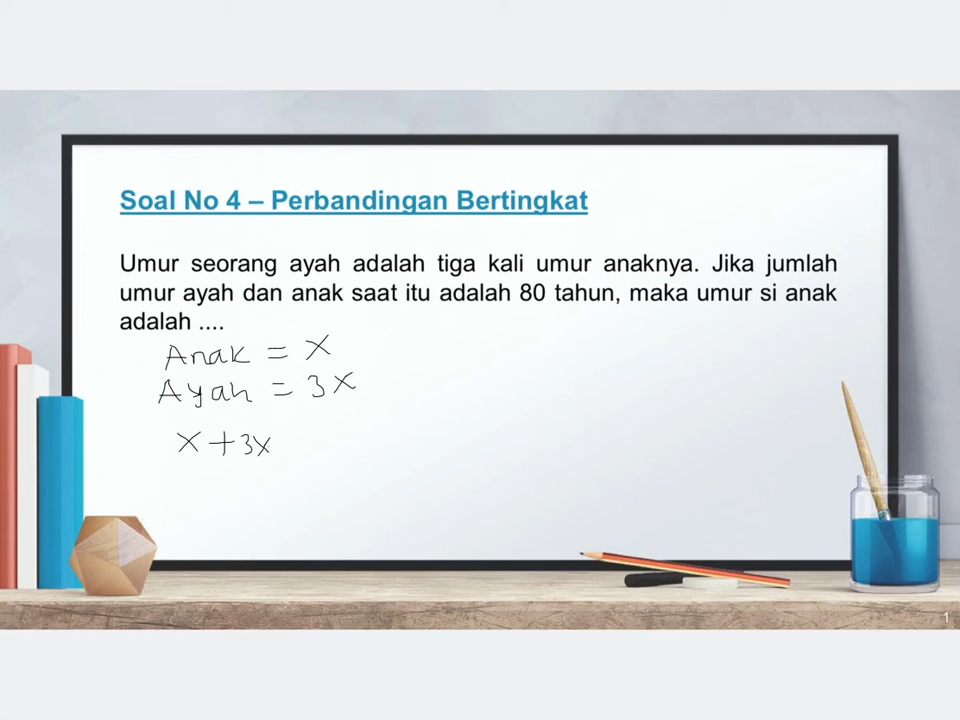 Soal No 4 – Perbandingan Bertingkat
Umur seorang ayah adalah tiga kali umur anaknya. Jika jumlah
umur ayah dan anak saat itu adalah 80 tahun, maka umur si anak
adalah ....
Anak = x
Ayah = 3x
x + 3x
1